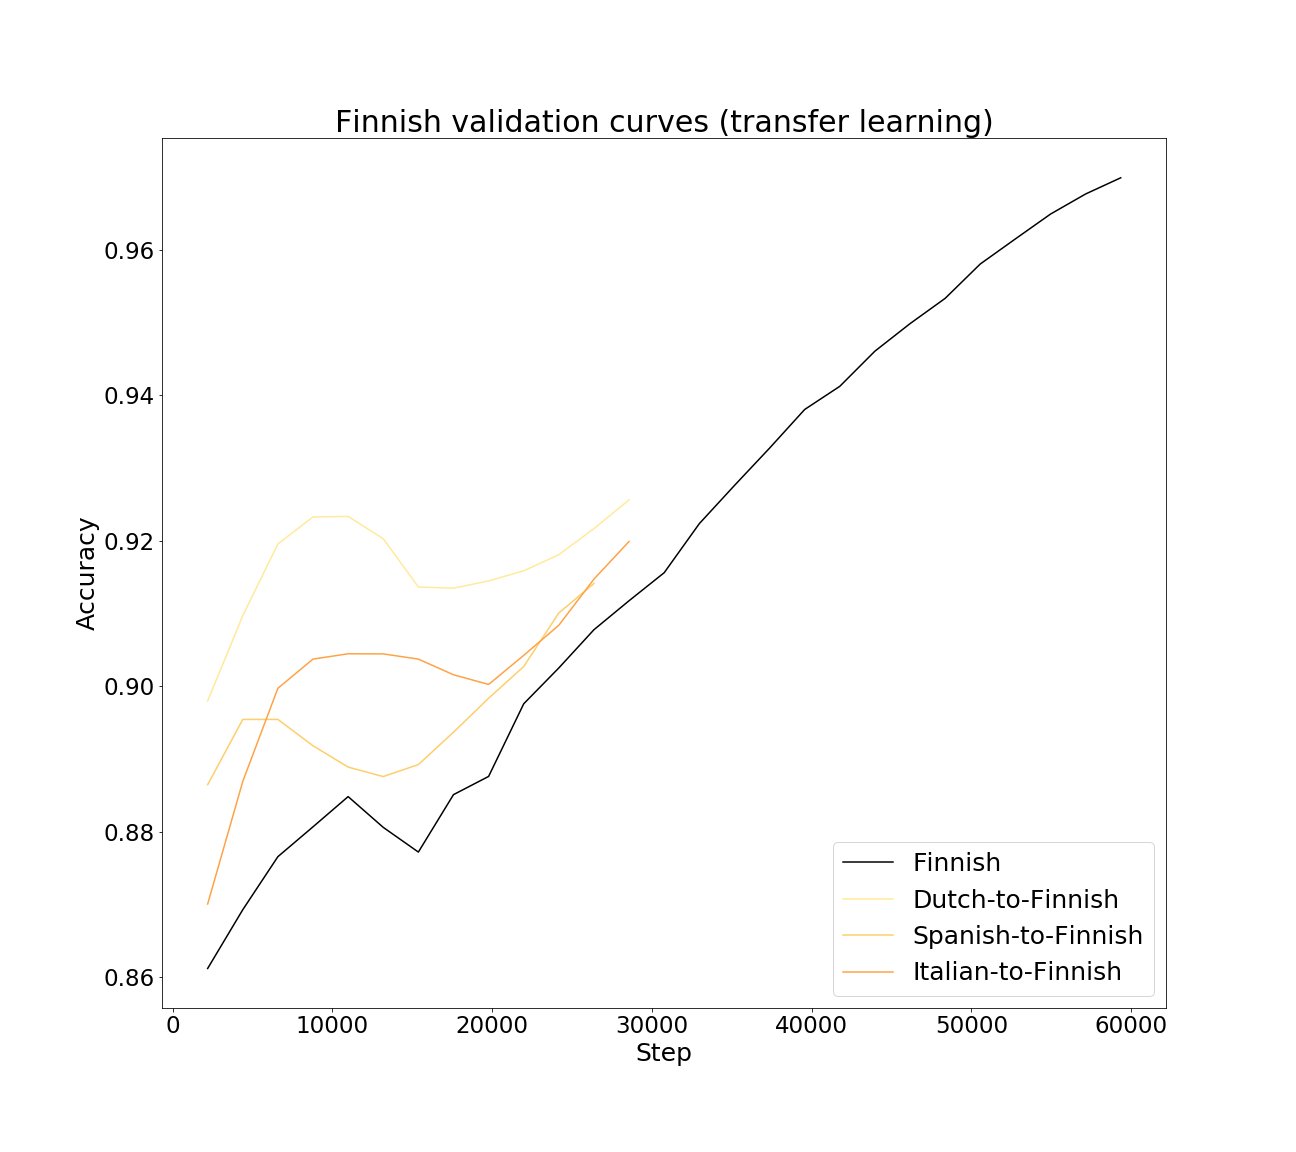 Finnish validation curves (transfer learning)
Accuracy
0.96
0.94
0.92
0.90
0.88
0.86
Finnish
Dutch-to-Finnish
Spanish-to-Finnish
Italian-to-Finnish
0 10000 20000 30000 40000 50000 60000
Step